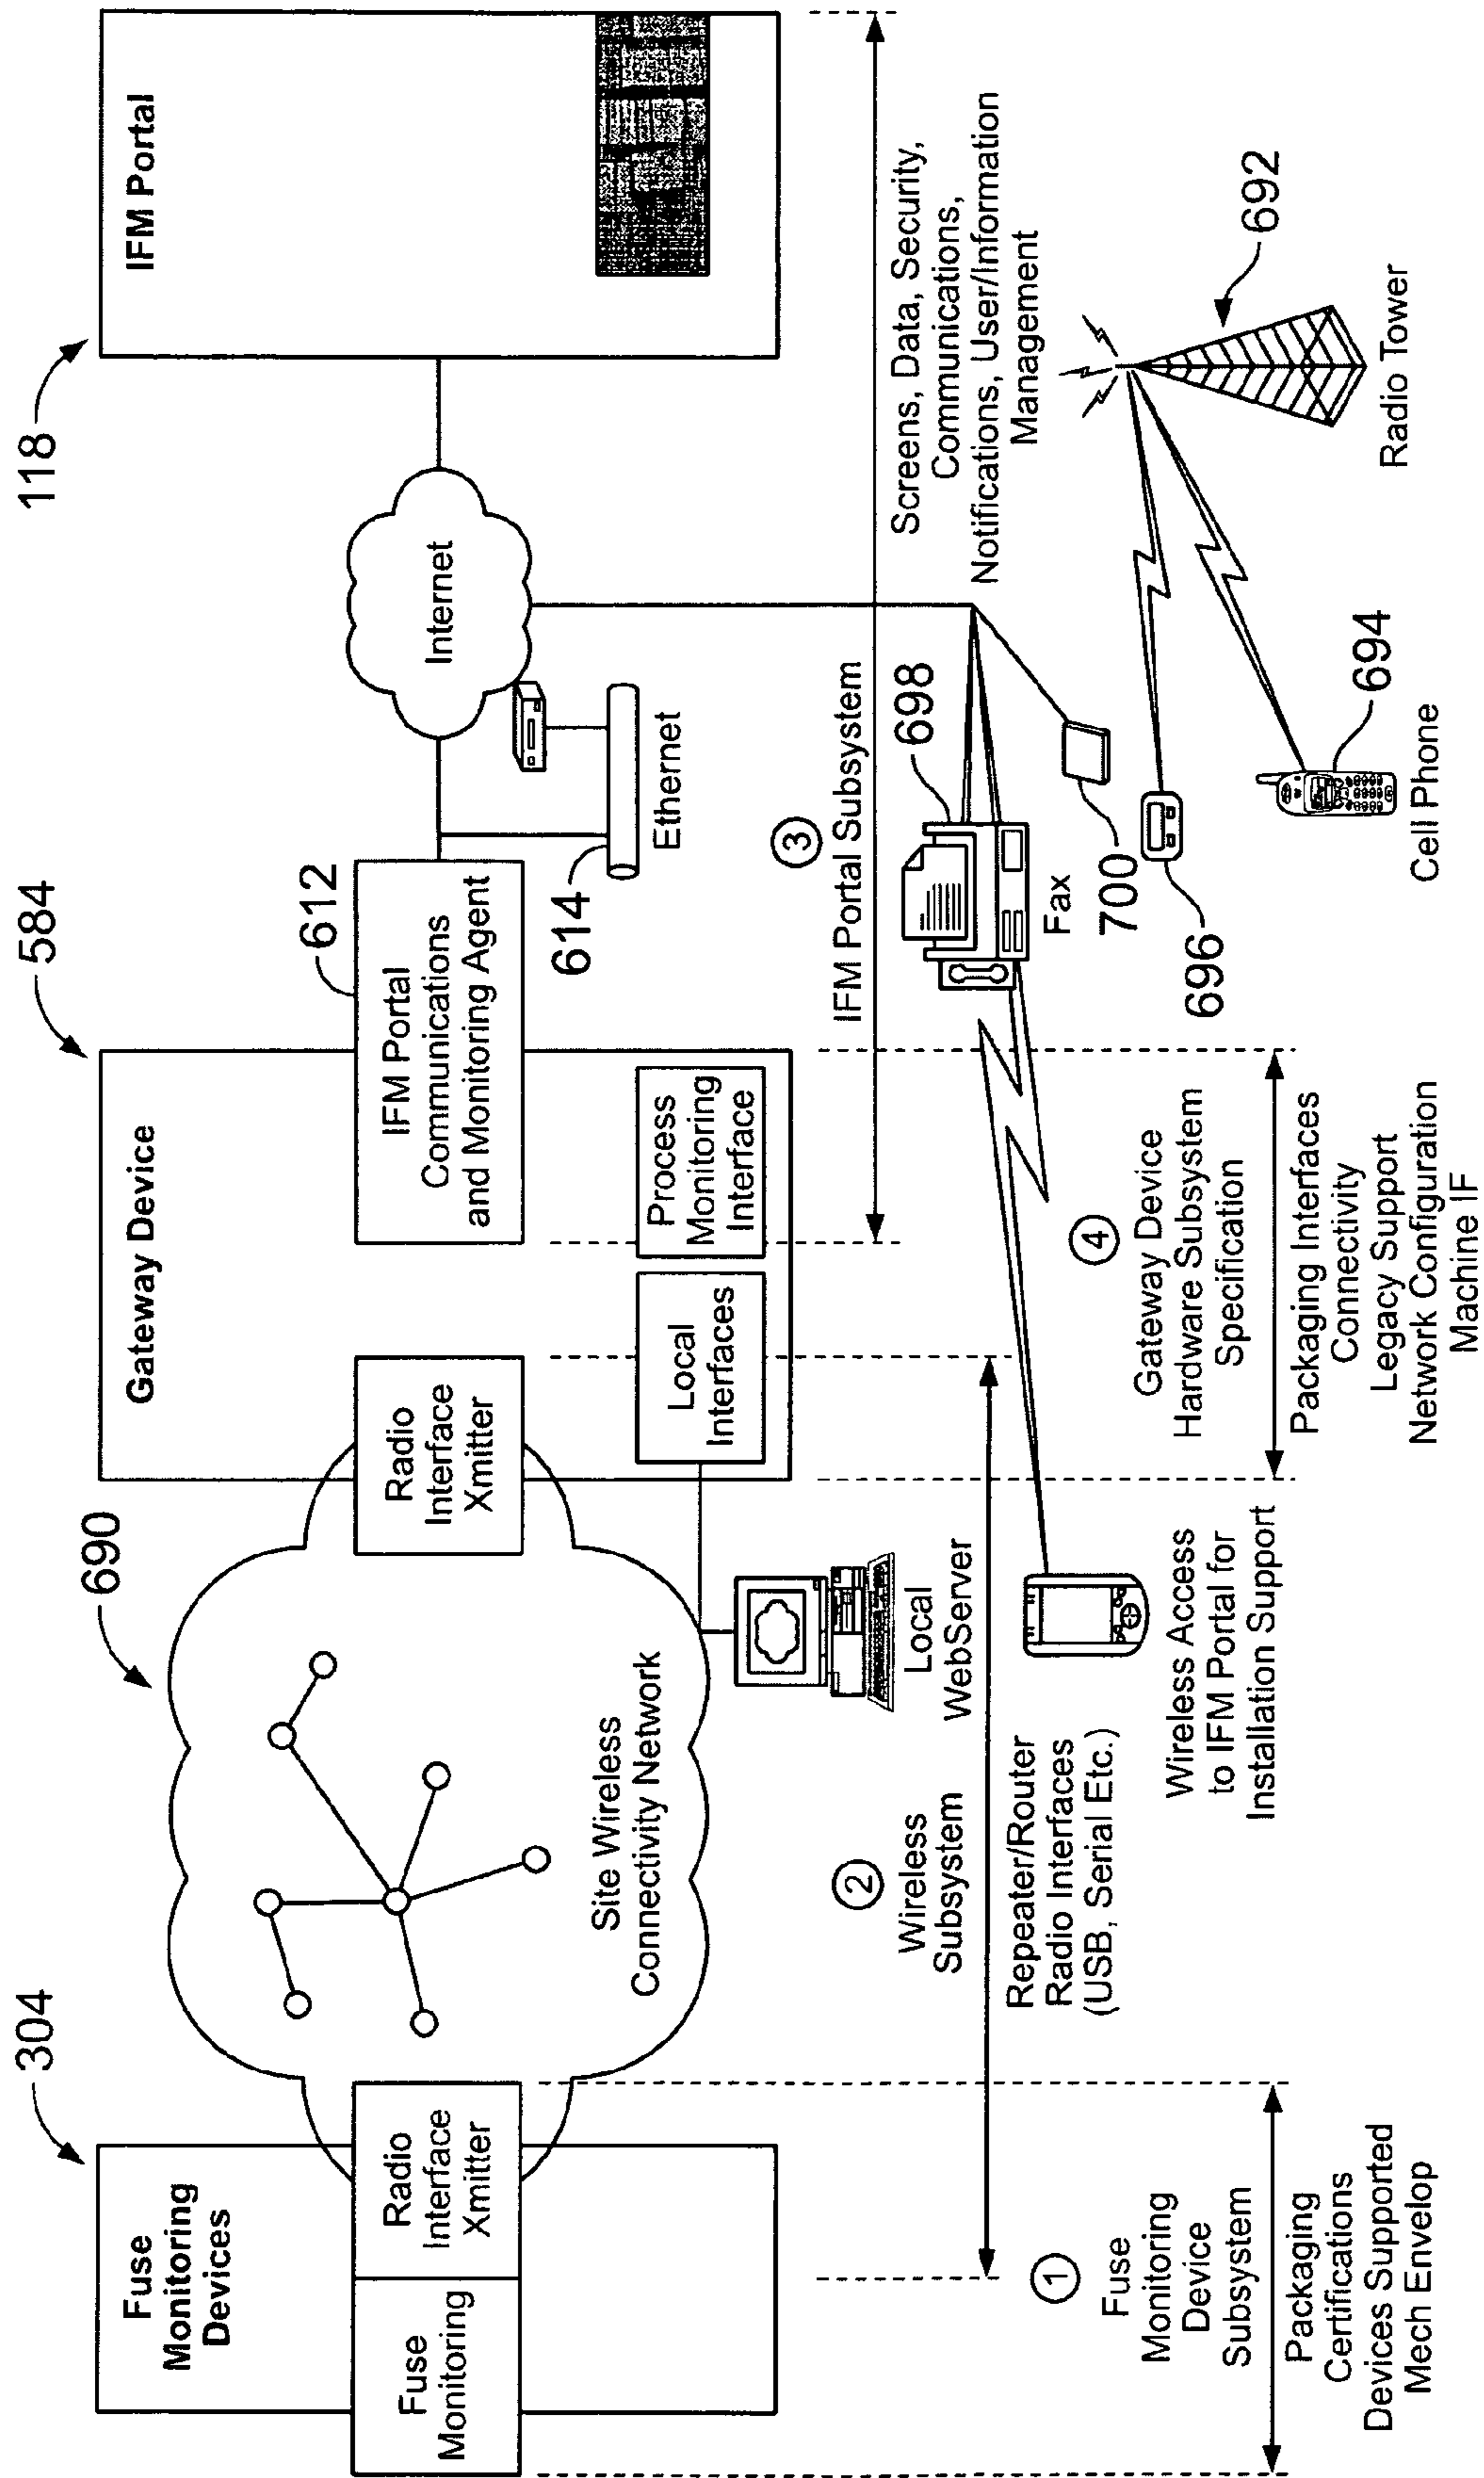 304
690
584
118
Fuse
Monitoring
Devices
Fuse
Monitoring
Radio
Interface
Xmitter
Site Wireless
Connectivity Network
Gateway Device
Radio
Interface
Xmitter
Local
Interfaces
Process
Monitoring
Interface
IFM Portal
Communications
and Monitoring Agent
612
614
Ethernet
Internet
IFM Portal
Local
WebServer
1
Fuse
Monitoring
Device
Subsystem
Packaging
Certifications
Devices Supported
Mech Envelop
2
Wireless
Subsystem
Repeater/Router
Radio Interfaces
(USB, Serial Etc.)
Wireless Access
to IFM Portal for
Installation Support
3
IFM Portal Subsystem
Screens, Data, Security,
Communications,
Notifications, User/Information
Management
4
Gateway Device
Hardware Subsystem
Specification
Packaging Interfaces
Connectivity
Legacy Support
Network Configuration
Machine IF
698
Fax
700
696
694
Cell Phone
692
Radio Tower